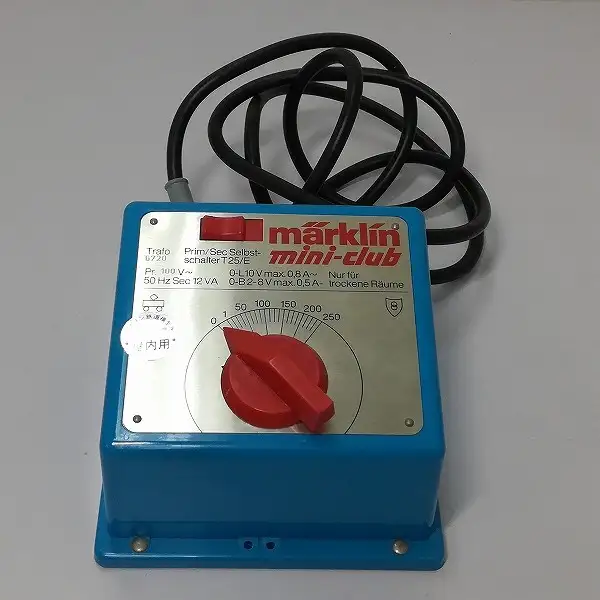 märklin
mini-club
Trafo
6720
Prim/Sec Selbst-
schalter T25/E
Pr. 100 V~
50 Hz Sec 12 VA
0-L10 V max. 0,8 A~
0-B 2-8 V max. 0,5 A-
Nur für
trockene Räume
0 1 50 100 150 200 250
内用